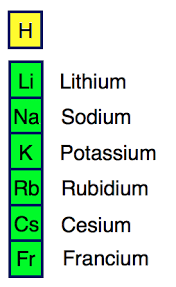 H
Li Lithium
Na Sodium
K Potassium
Rb Rubidium
Cs Cesium
Fr Francium